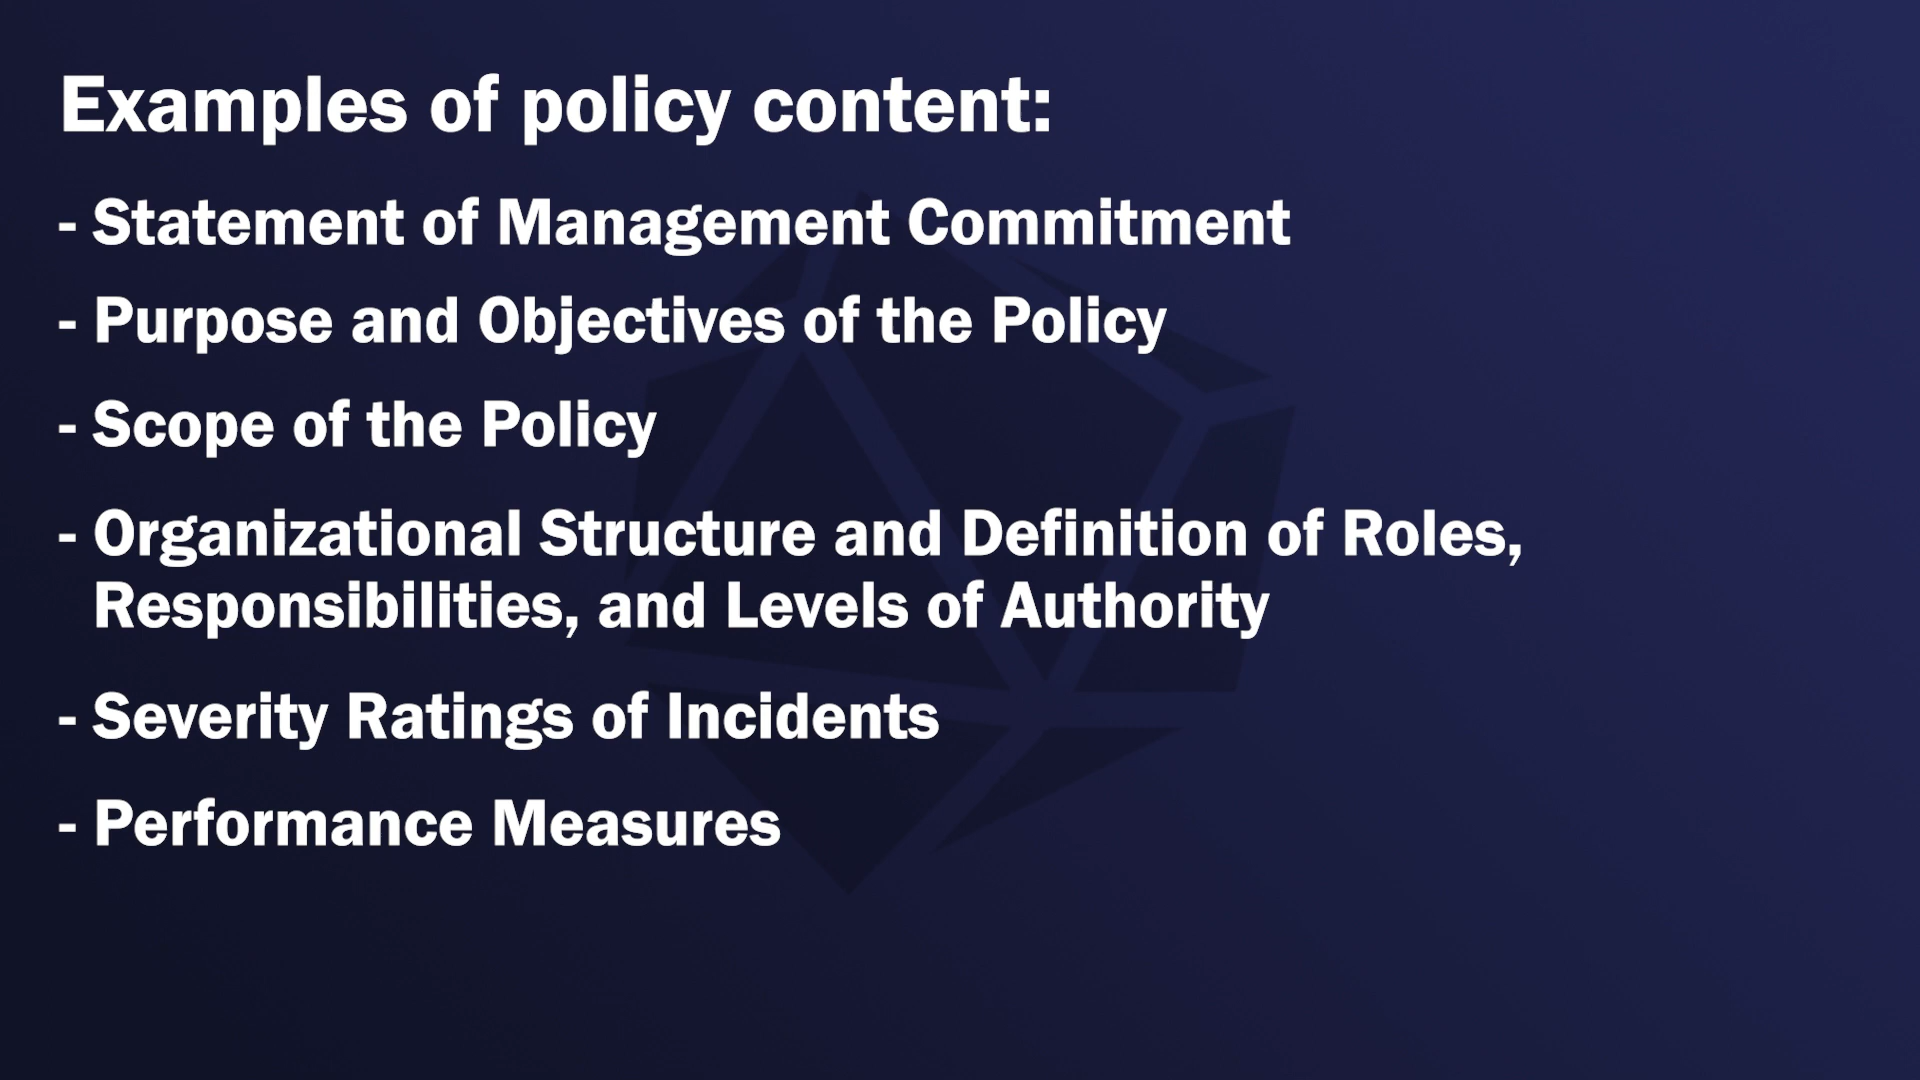 Examples of policy content:
- Statement of Management Commitment
- Purpose and Objectives of the Policy
- Scope of the Policy
- Organizational Structure and Definition of Roles,
Responsibilities, and Levels of Authority
- Severity Ratings of Incidents
- Performance Measures